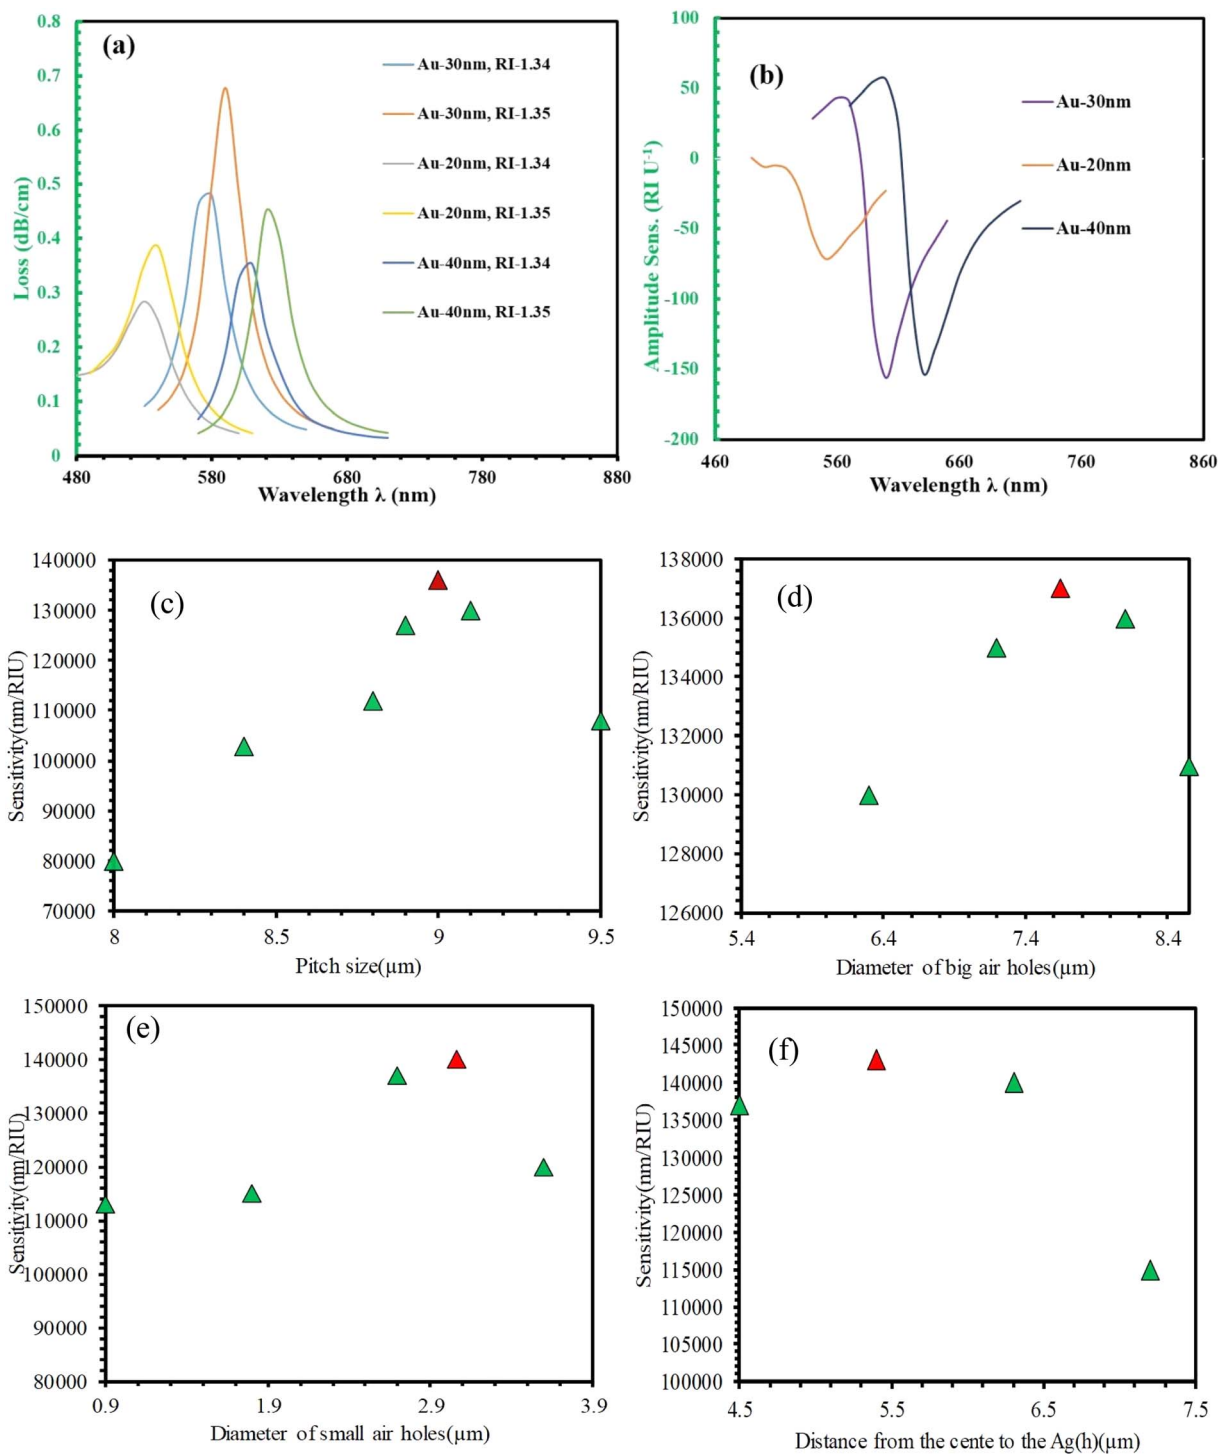 (a)
0.8
0.7
0.6
0.5
0.4
0.3
0.2
0.1
0
Loss (dB/cm)
480
580
680
780
880
Wavelength λ (nm)
Au-30nm, RI-1.34
Au-30nm, RI-1.35
Au-20nm, RI-1.34
Au-20nm, RI-1.35
Au-40nm, RI-1.34
Au-40nm, RI-1.35
(b)
100
50
0
-50
-100
-150
-200
Amplitude Sens. (RI U⁻¹)
460
560
660
760
860
Wavelength λ (nm)
Au-30nm
Au-20nm
Au-40nm
(c)
140000
130000
120000
110000
100000
90000
80000
70000
Sensitivity(nm/RIU)
8
8.5
9
9.5
Pitch size(µm)
(d)
138000
136000
134000
132000
130000
128000
126000
Sensitivity(nm/RIU)
5.4
6.4
7.4
8.4
Diameter of big air holes(µm)
(e)
150000
140000
130000
120000
110000
100000
90000
80000
Sensitivity(nm/RIU)
0.9
1.9
2.9
3.9
Diameter of small air holes(µm)
(f)
150000
145000
140000
135000
130000
125000
120000
115000
110000
105000
100000
Sensitivity(nm/RIU)
4.5
5.5
6.5
7.5
Distance from the cente to the Ag(h)(µm)